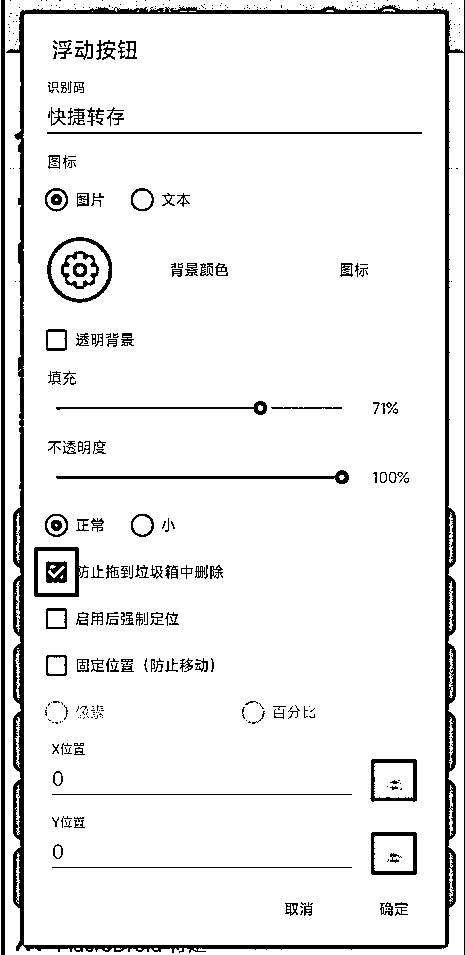 浮动按钮
识别码
快捷转存
图标
图片 文本
背景颜色 图标
透明背景
填充
71%
不透明度
100%
正常 小
防止拖到垃圾箱中删除
启用后强制定位
固定位置（防止移动）
像素 百分比
X位置
0
Y位置
0
取消 确定